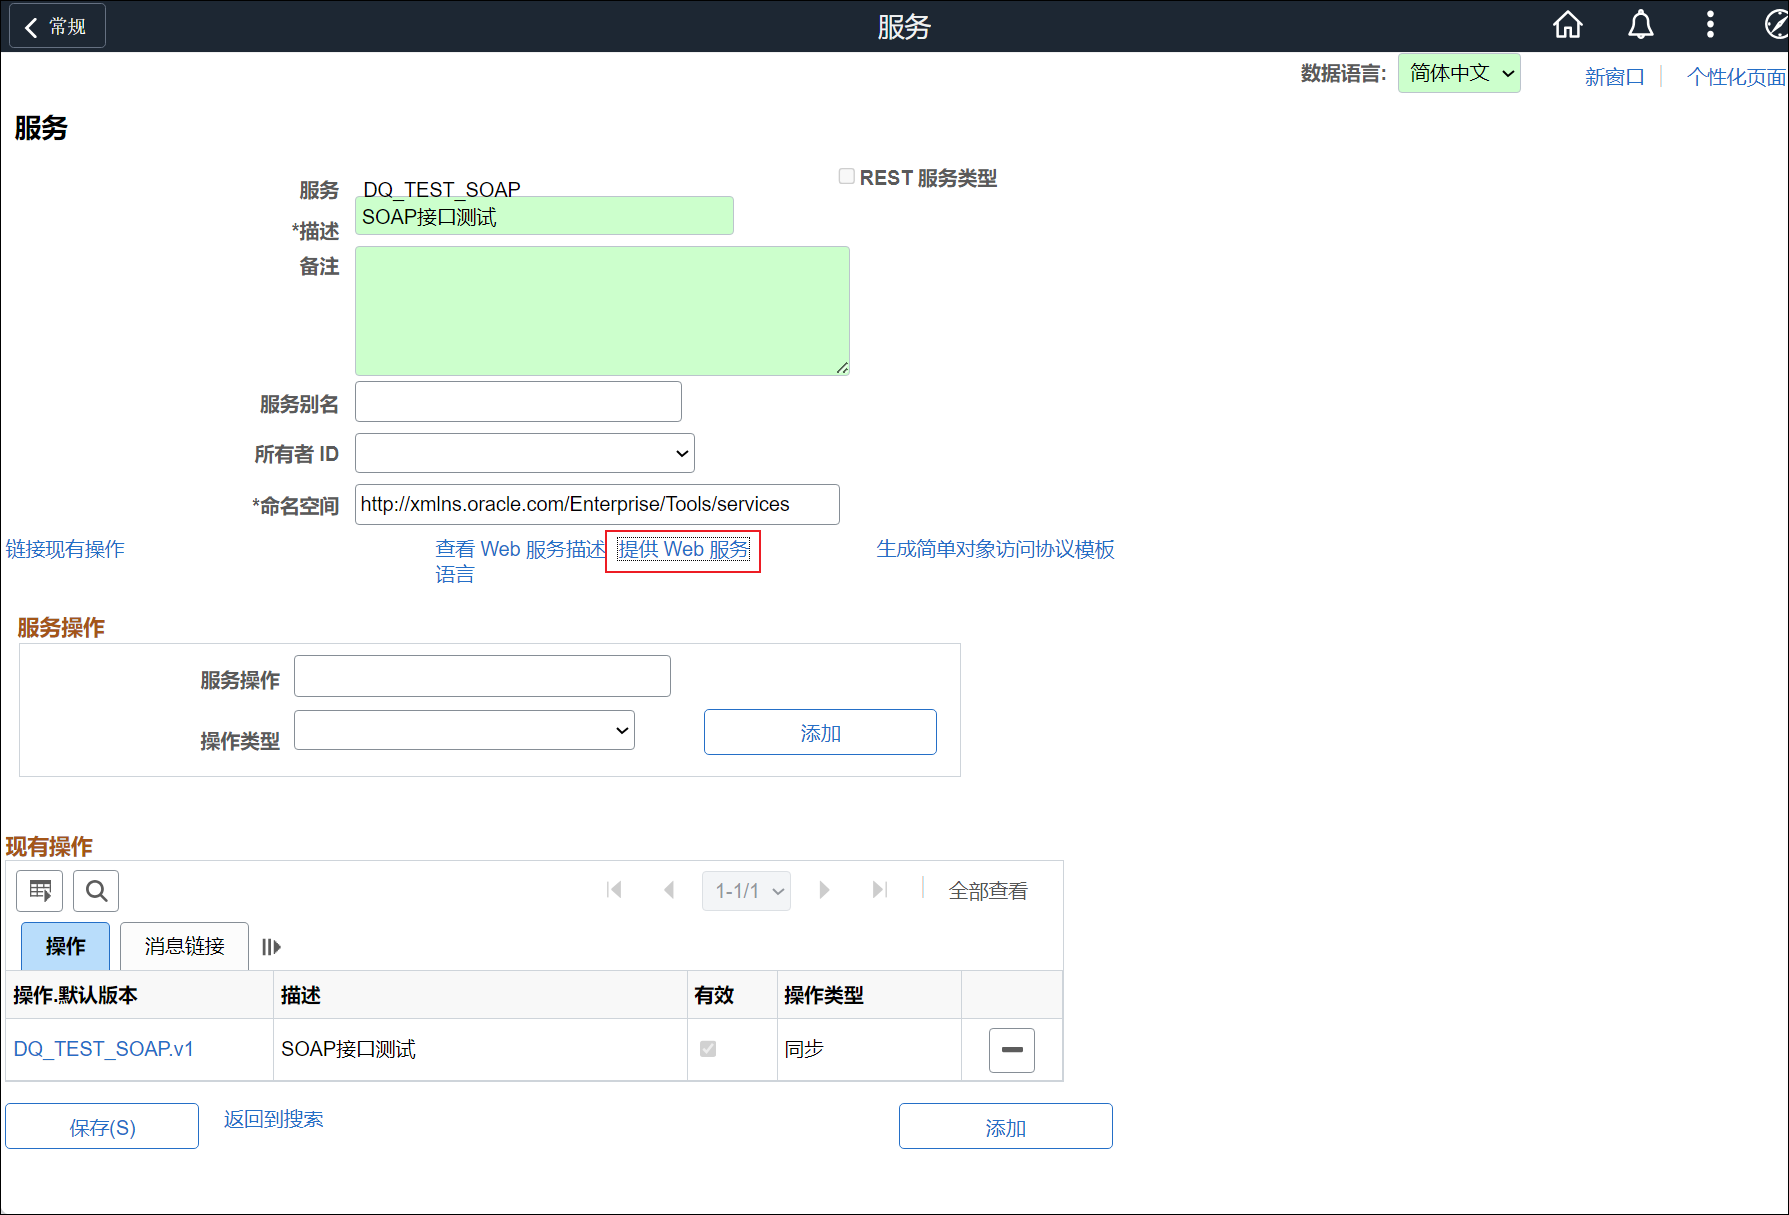 常规
服务
数据语言: 简体中文 新窗口 个性化页面
服务
服务 DQ_TEST_SOAP REST 服务类型
*描述 SOAP接口测试
备注
服务别名
所有者 ID
*命名空间 http://xmlns.oracle.com/Enterprise/Tools/services
链接现有操作 查看 Web 服务描述 提供 Web 服务 生成简单对象访问协议模板
语言
服务操作
服务操作
操作类型 添加
现有操作
1-1/1 全部查看
操作 消息链接
操作.默认版本 描述 有效 操作类型
DQ_TEST_SOAP.v1 SOAP接口测试 同步
保存(S) 返回到搜索 添加